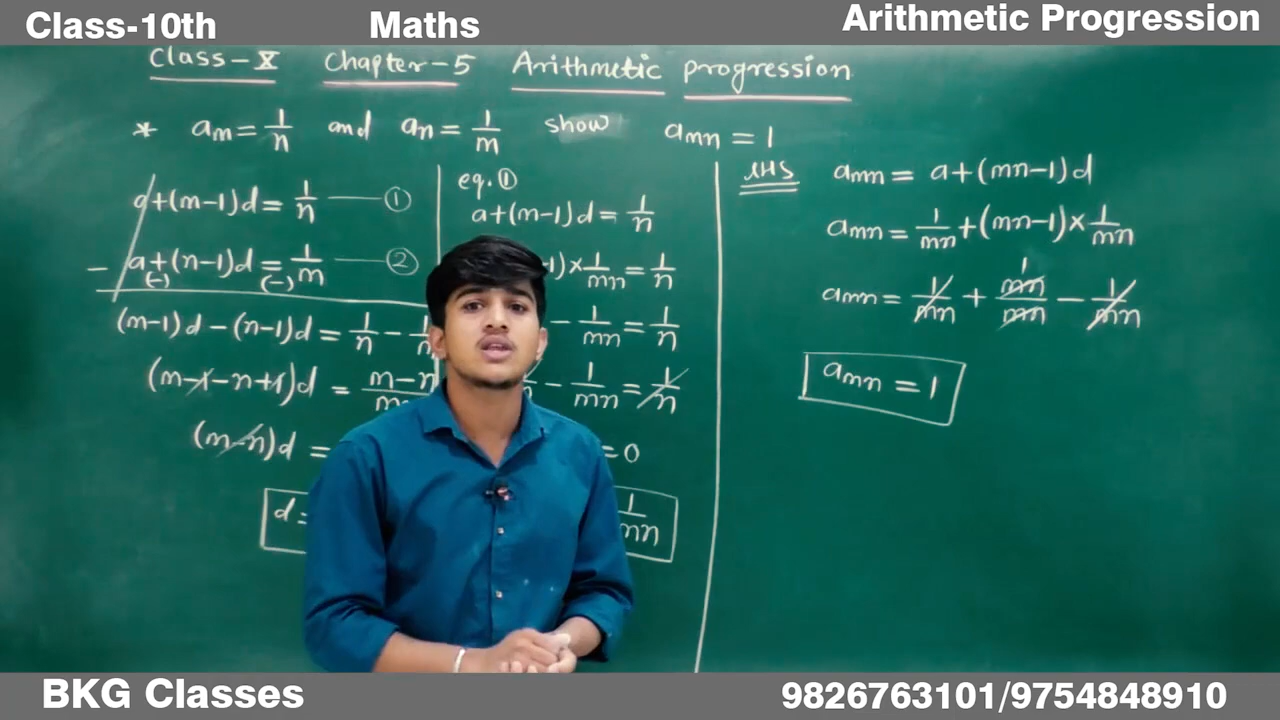 Class-10th Maths Arithmetic Progression
Class-X Chapter-5 Arithmetic progression
* am = 1/n and an = 1/m show amn = 1
a+(m-1)d = 1/n —— ①
- a+(n-1)d = 1/m —— ②
(-) (-)
(m-1)d - (n-1)d = 1/n - 1/
(m-1-n+1)d = m-n/m
(m-n)d =
d =
eq. ①
a+(m-1)d = 1/n
1)×1/mn = 1/n
- 1/mn = 1/n
- 1/mn = 1/n
= 0
1/mn
LHS amn = a+(mn-1)d
amn = 1/mn + (mn-1)×1/mn
amn = 1/mn + mn/mn - 1/mn
1
amn = 1
BKG Classes 9826763101/9754848910